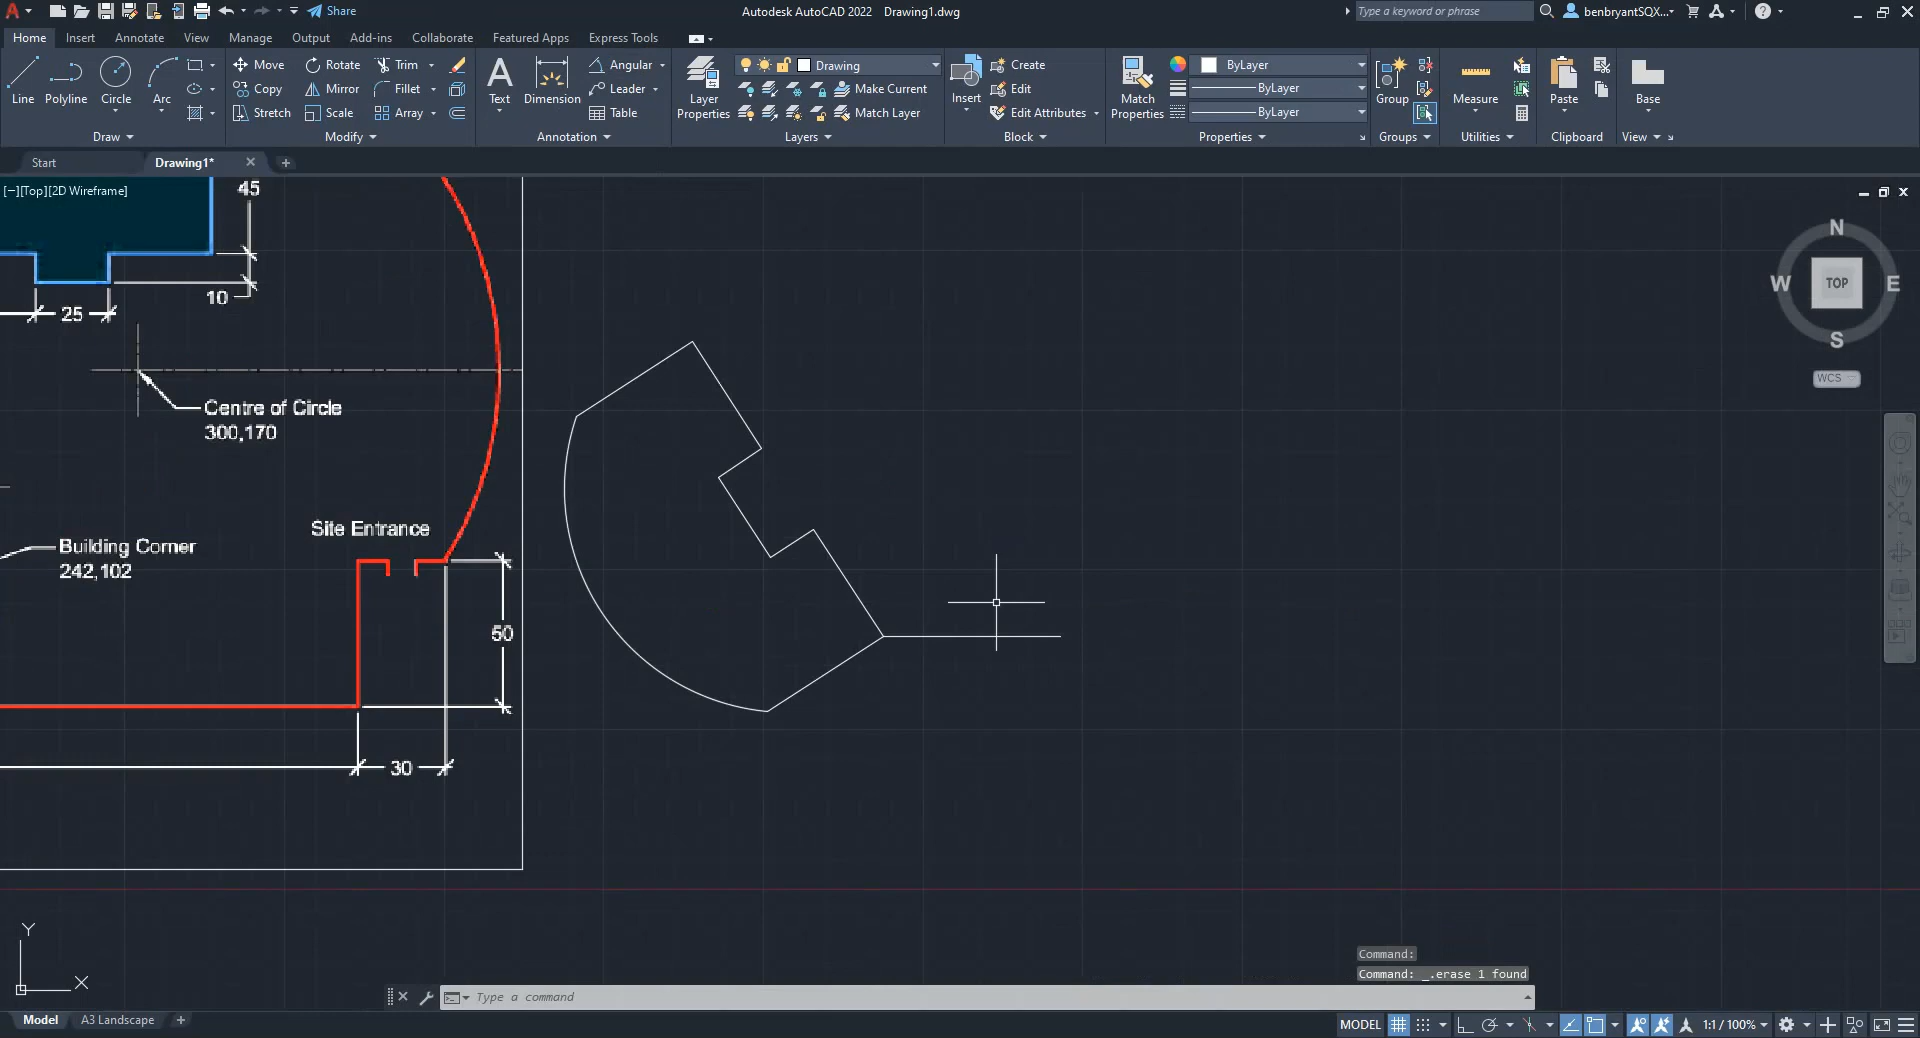 Share
Autodesk AutoCAD 2022 Drawing1.dwg
Type a keyword or phrase
benbryantSQX...
Home Insert Annotate View Manage Output Add-ins Collaborate Featured Apps Express Tools
Move Rotate Trim Angular Drawing Create ByLayer
Copy Mirror Fillet Leader Make Current Edit ByLayer
Stretch Scale Array Table Match Layer Edit Attributes ByLayer
Line Polyline Circle Arc Text Dimension Layer Properties Insert Match Properties Group Measure Paste Base
Draw Modify Annotation Layers Block Properties Groups Utilities Clipboard View
Start Drawing1*
[−][Top][2D Wireframe]
45
N
W TOP E
S
WCS
10
25
Centre of Circle
300,170
Site Entrance
Building Corner
242,102
50
30
Y
X
Command:
Command: _.erase 1 found
Type a command
Model A3 Landscape
MODEL 1:1 / 100%